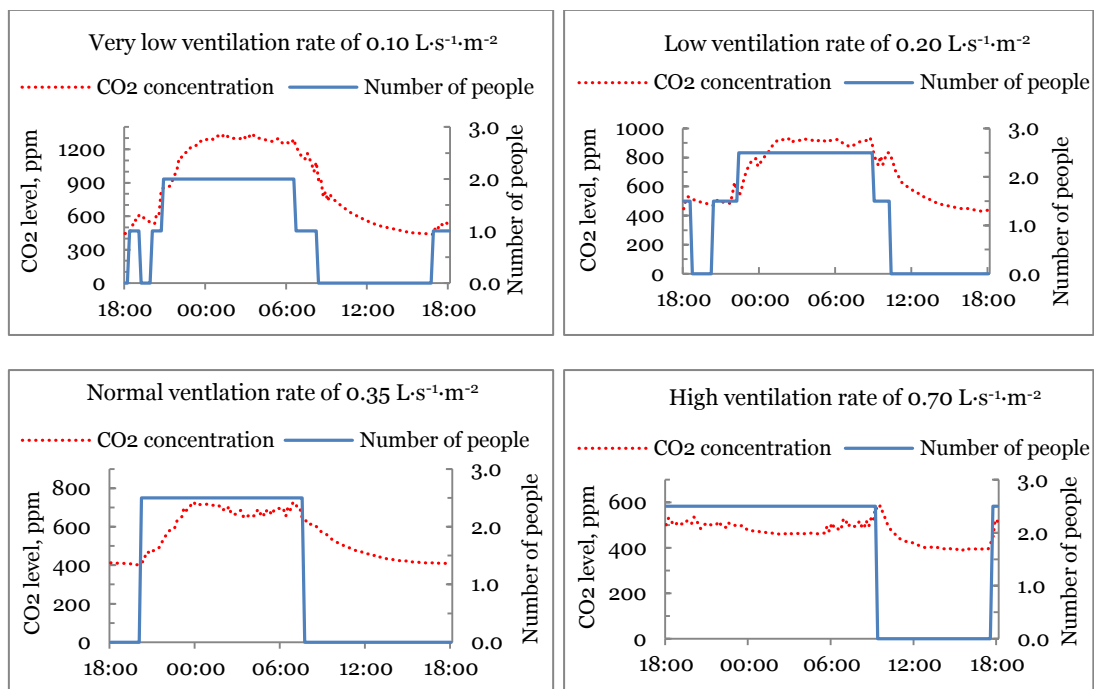 Very low ventilation rate of 0.10 L·s⁻¹·m⁻²
CO2 concentration Number of people
CO2 level, ppm
1200
900
600
300
0
3.0
2.0
1.0
0.0
Number of people
18:00 00:00 06:00 12:00 18:00
Low ventilation rate of 0.20 L·s⁻¹·m⁻²
CO2 concentration Number of people
CO2 level, ppm
1000
800
600
400
200
0
3.0
2.0
1.0
0.0
Number of people
18:00 00:00 06:00 12:00 18:00
Normal ventlation rate of 0.35 L·s⁻¹·m⁻²
CO2 concentration Number of people
CO2 level, ppm
800
600
400
200
0
3.0
2.0
1.0
0.0
Number of people
18:00 00:00 06:00 12:00 18:00
High ventilation rate of 0.70 L·s⁻¹·m⁻²
CO2 concentration Number of people
CO2 level, ppm
600
400
200
0
3.0
2.0
1.0
0.0
Number of people
18:00 00:00 06:00 12:00 18:00